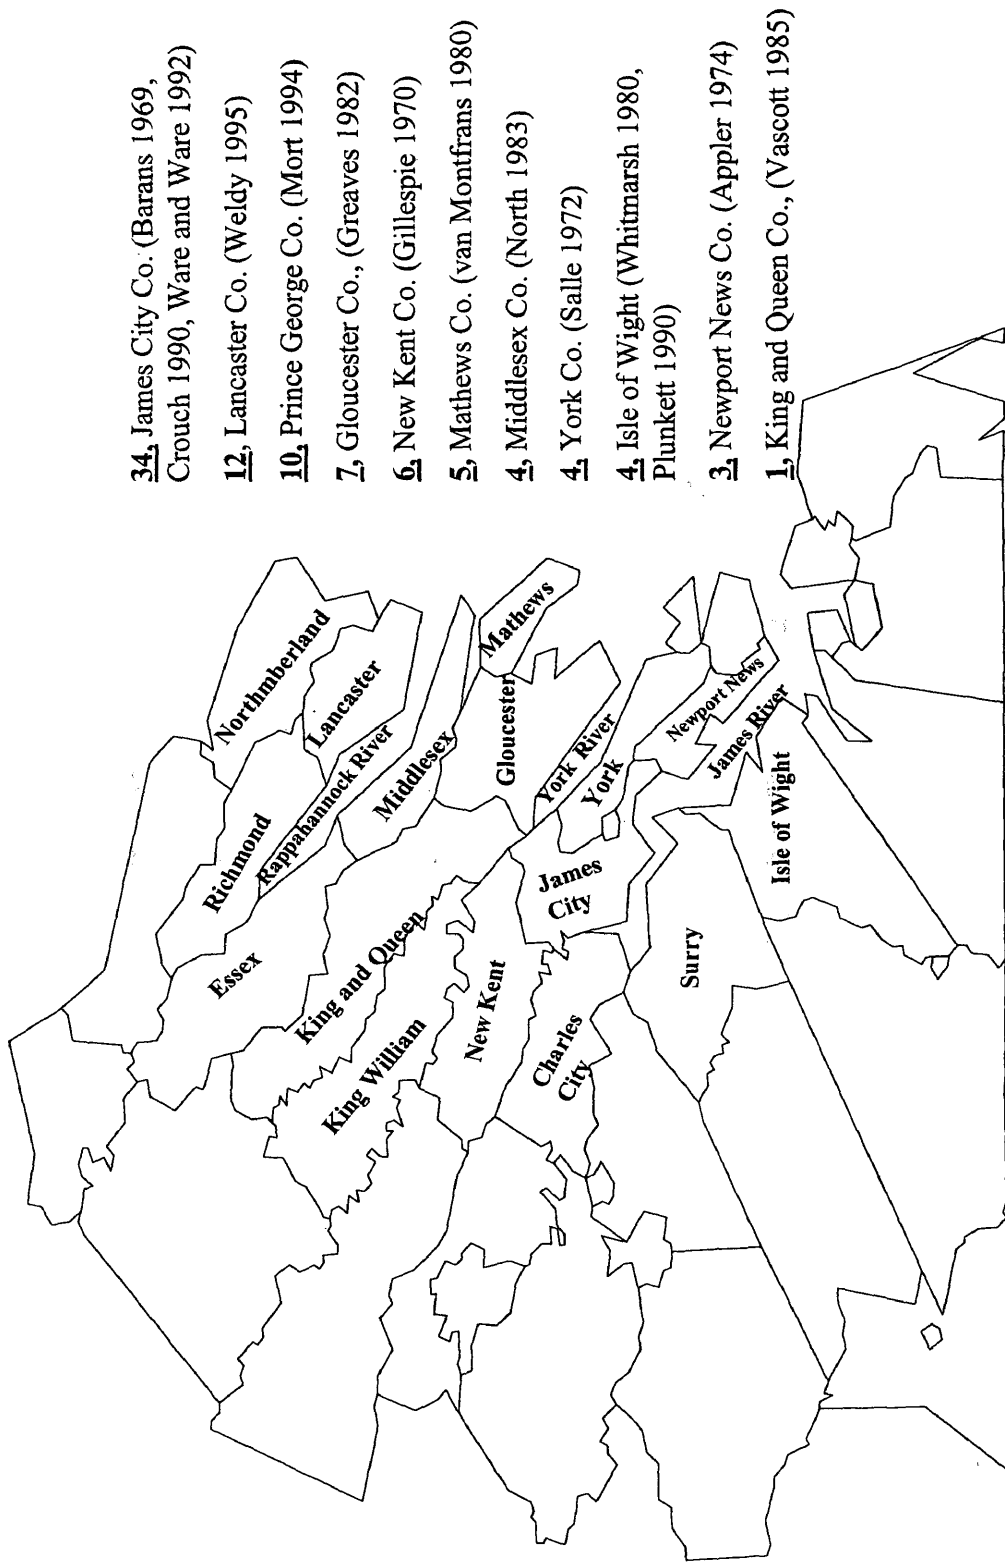 34, James City Co. (Barans 1969,
Crouch 1990, Ware and Ware 1992)
12, Lancaster Co. (Weldy 1995)
10, Prince George Co. (Mort 1994)
7, Gloucester Co., (Greaves 1982)
6, New Kent Co. (Gillespie 1970)
5, Mathews Co. (van Montfrans 1980)
4, Middlesex Co. (North 1983)
4, York Co. (Salle 1972)
4, Isle of Wight (Whitmarsh 1980,
Plunkett 1990)
3, Newport News Co. (Appler 1974)
1, King and Queen Co., (Vascott 1985)
Northmberland
Lancaster
Richmond
Rappahannock River
Essex
Middlesex
Mathews
Gloucester
King and Queen
King William
York River
York
New Kent
James
City
Charles
City
Newport News
James River
Surry
Isle of Wight